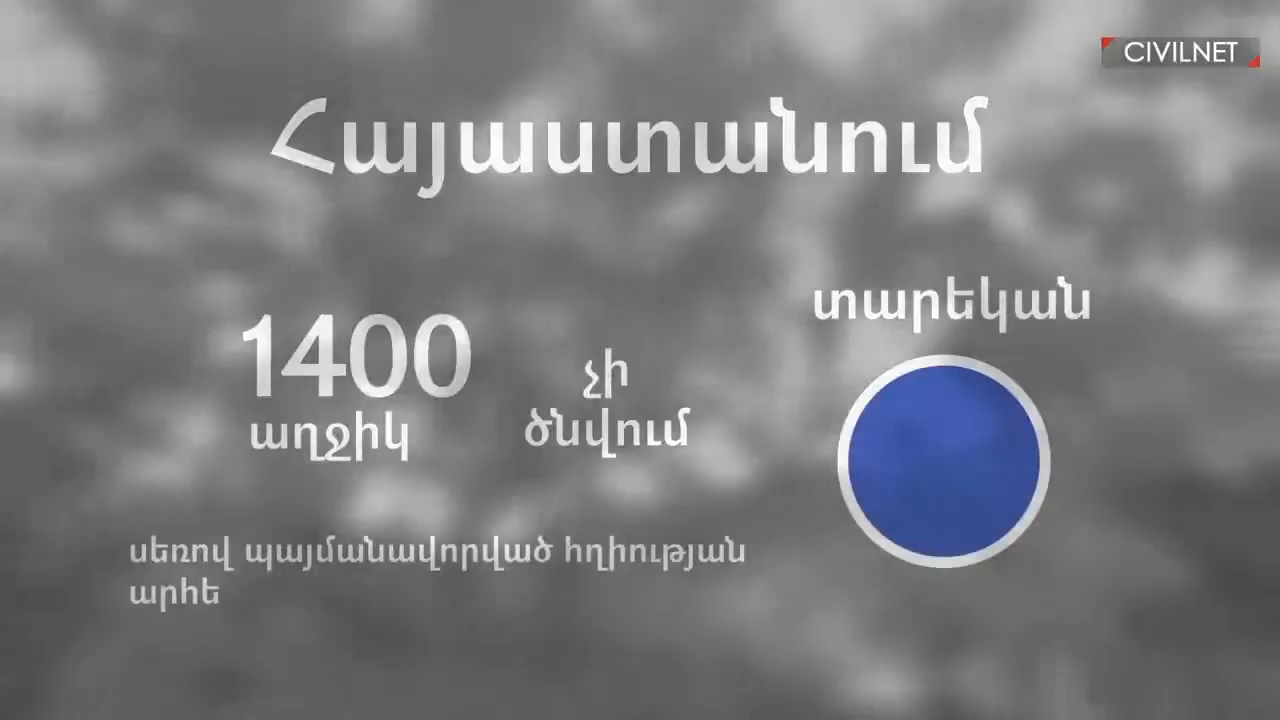 CIVILNET
Հայաստանում
տարեկան
1400
աղջիկ
չի
ծնվում
սեռով պայմանավորված հղիության
արհե